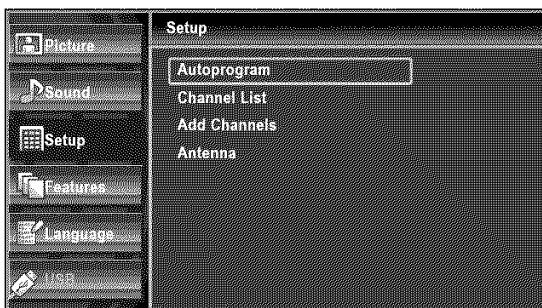 Picture
Sound
Setup
Features
Language
USB
Setup
Autoprogram
Channel List
Add Channels
Antenna